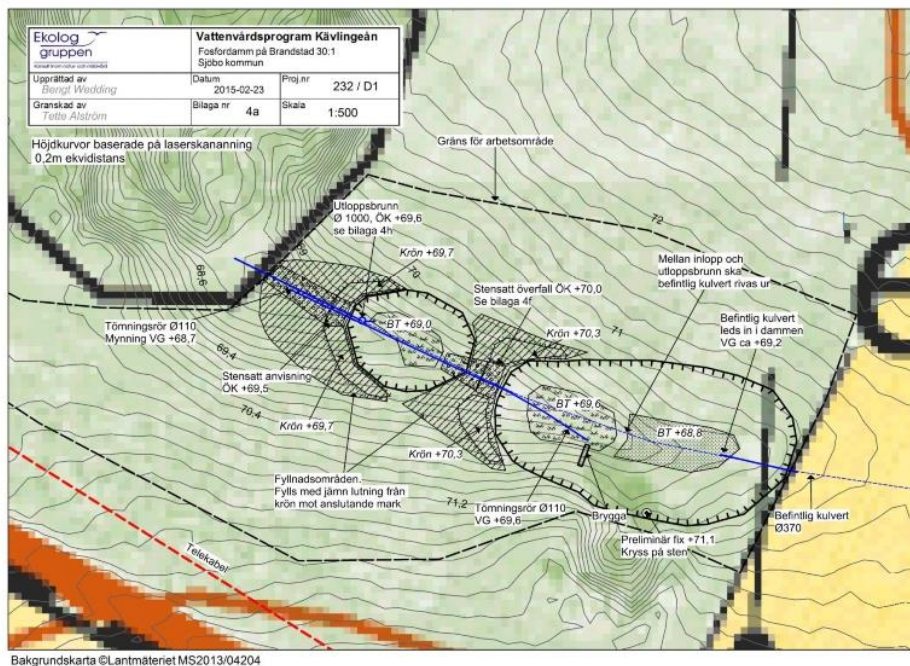 Ekolog
gruppen
Vattenvårdsprogram Kävlingeån
Fosfordamm på Brandstad 30:1
Sjöbo kommun
Upprättad av
Bengt Wedding
Datum
2015-02-23
Proj.nr
232 / D1
Granskad av
Tette Alström
Bilaga nr
4a
Skala
1:500
Höjdkurvor baserade på laserskananning
0,2m ekvidistans
Gräns för arbetsområde
Utloppsbrunn
Ø 1000, ÖK +69,6
se bilaga 4h
Krön +69,7
72
Mellan inlopp och
utloppsbrunn ska
befintlig kulvert rivas ur
69
70
68,6
Stensatt överfall ÖK +70,0
Se bilaga 4f
Krön +70,3
71
Befintlig kulvert
leds in i dammen
VG ca +69,2
Tömningsrör Ø110
Mynning VG +68,7
BT +69,0
69,4
Stensatt anvisning
ÖK +69,5
70,4
Krön +69,7
BT +69,6
BT +68,8
Krön +70,3
Fyllnadsområden.
Fylls med jämn lutning från
krön mot anslutande mark
71,2
Tömningsrör Ø110
VG +69,6
Brygga
Befintlig kulvert
Ø370
Preliminär fix +71,1
Kryss på sten
Telekabel
Bakgrundskarta ©Lantmäteriet MS2013/04204